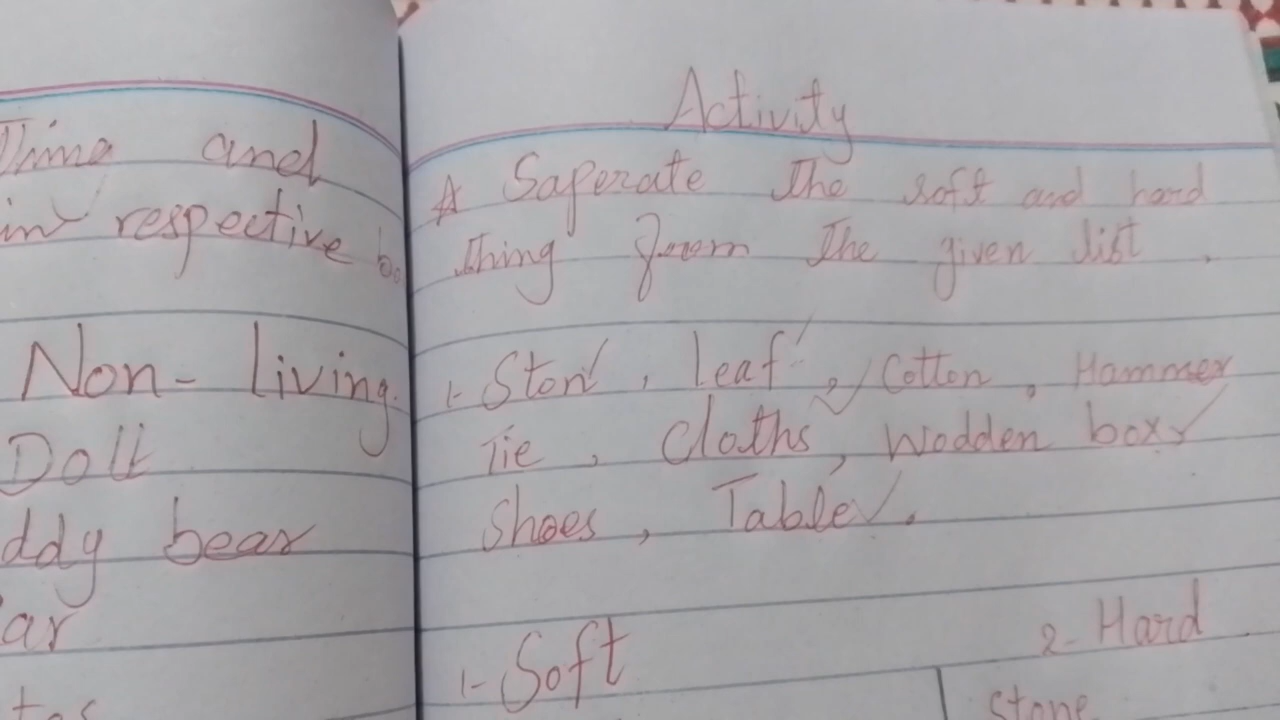 and
in respective
Non-living.
Doll
ddy bear
ar
Activity
Saperate The soft and hard
Thing from The given list .
1- Ston , leaf , Cotton , Hammer
Tie , Cloths , Wodden box
Shoes , Table .
1- Soft
2- Hard
Stone